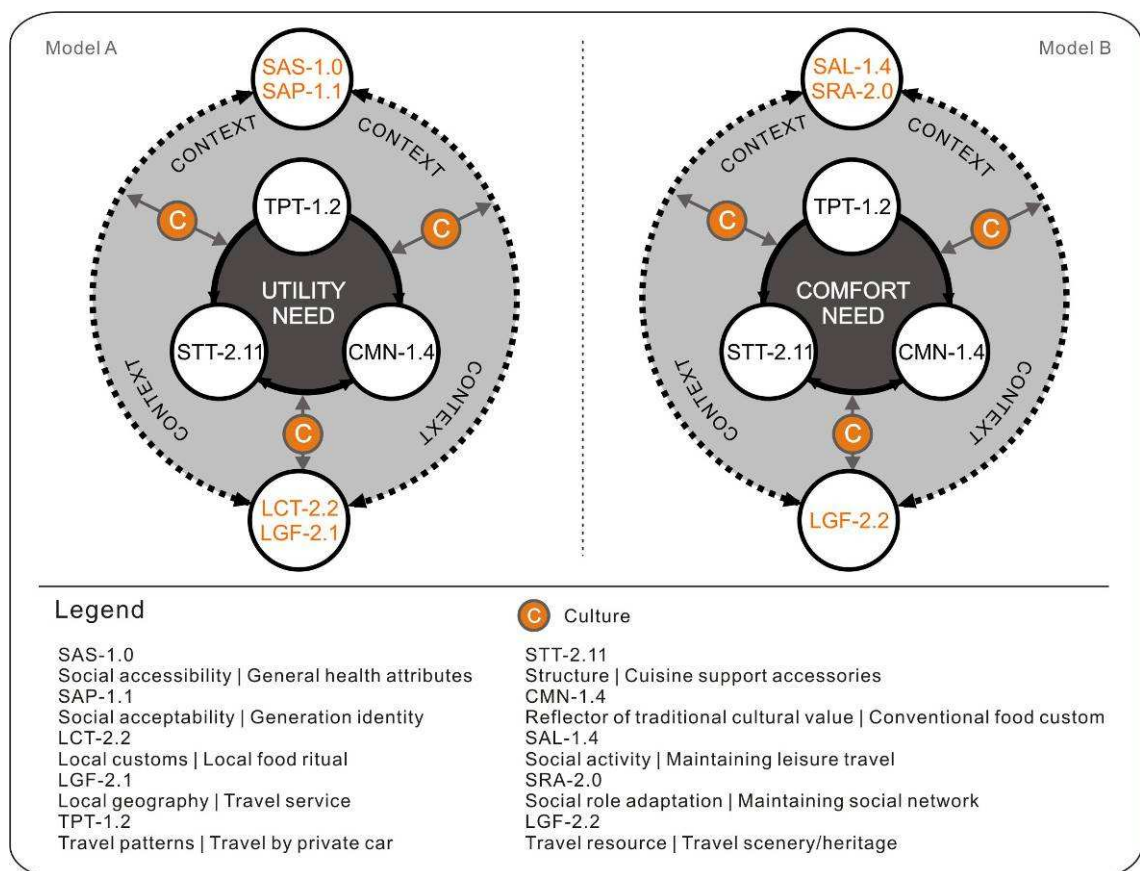 Model A
Model B
SAS-1.0
SAP-1.1
CONTEXT
CONTEXT
C
C
TPT-1.2
UTILITY
NEED
STT-2.11
CMN-1.4
CONTEXT
CONTEXT
C
LCT-2.2
LGF-2.1
SAL-1.4
SRA-2.0
CONTEXT
CONTEXT
C
C
TPT-1.2
COMFORT
NEED
STT-2.11
CMN-1.4
CONTEXT
CONTEXT
C
LGF-2.2
Legend
SAS-1.0
Social accessibility | General health attributes
SAP-1.1
Social acceptability | Generation identity
LCT-2.2
Local customs | Local food ritual
LGF-2.1
Local geography | Travel service
TPT-1.2
Travel patterns | Travel by private car
C Culture
STT-2.11
Structure | Cuisine support accessories
CMN-1.4
Reflector of traditional cultural value | Conventional food custom
SAL-1.4
Social activity | Maintaining leisure travel
SRA-2.0
Social role adaptation | Maintaining social network
LGF-2.2
Travel resource | Travel scenery/heritage